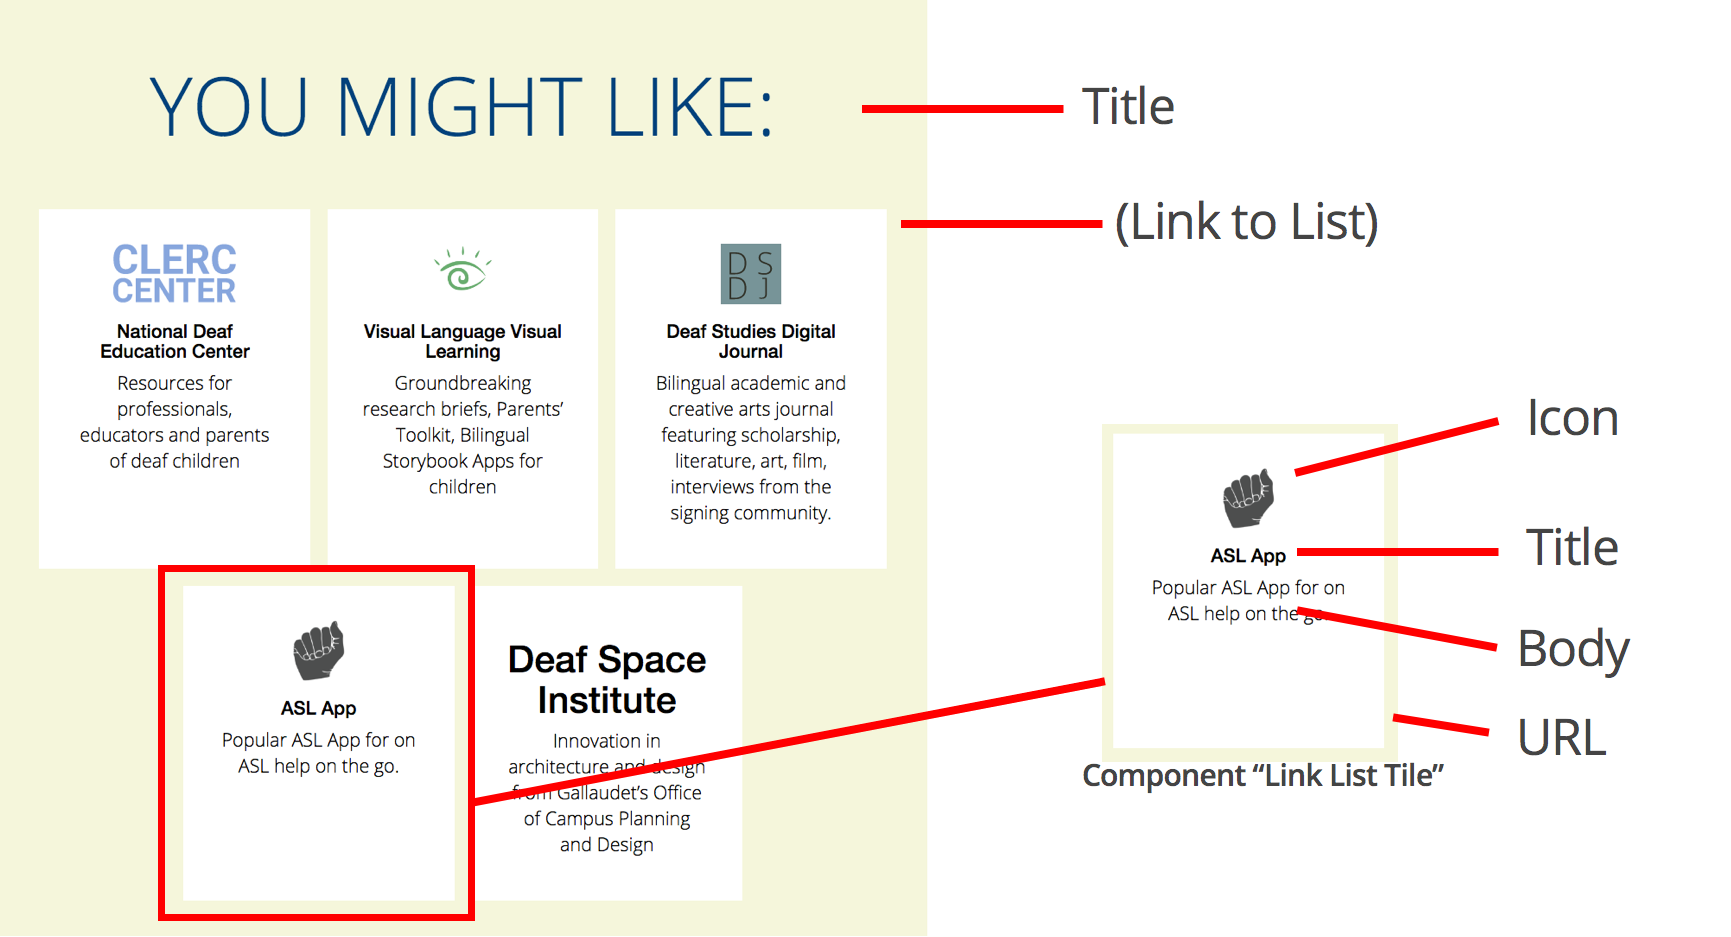 YOU MIGHT LIKE:
Title
(Link to List)
CLERC
CENTER
National Deaf
Education Center
Resources for
professionals,
educators and parents
of deaf children
Visual Language Visual
Learning
Groundbreaking
research briefs, Parents’
Toolkit, Bilingual
Storybook Apps for
children
D S
D J
Deaf Studies Digital
Journal
Bilingual academic and
creative arts journal
featuring scholarship,
literature, art, film,
interviews from the
signing community.
ASL App
Popular ASL App for on
ASL help on the go.
Deaf Space
Institute
Innovation in
architecture and design
from Gallaudet’s Office
of Campus Planning
and Design
ASL App
Popular ASL App for on
ASL help on the go.
Icon
Title
Body
URL
Component “Link List Tile”